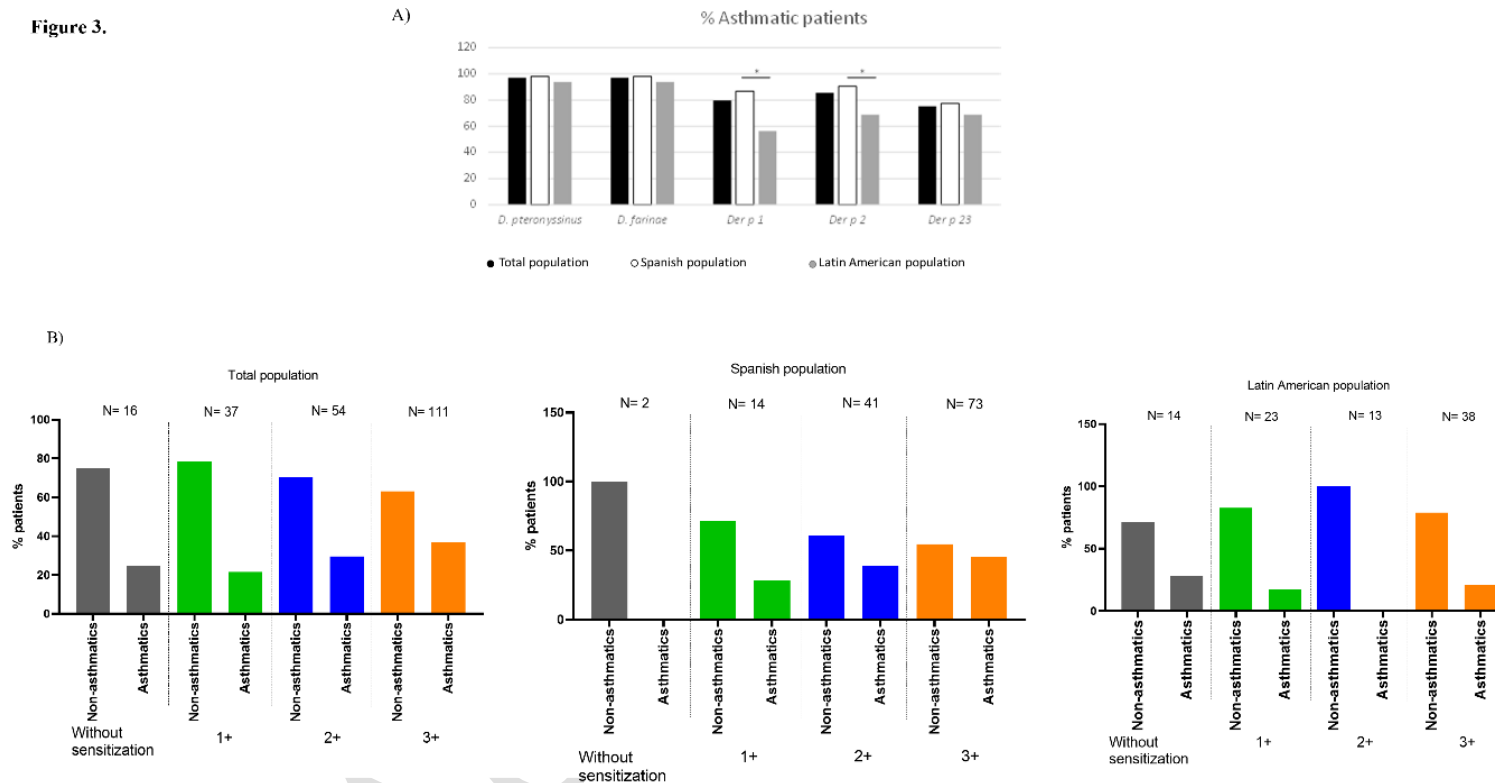 Figure 3.
A)
% Asthmatic patients
120
100
80
60
40
20
0
* *
D. pteronyssinus D. farinae Der p 1 Der p 2 Der p 23
Total population Spanish population Latin American population
B)
Total population
N= 16 N= 37 N= 54 N= 111
% patients
100
80
60
40
20
0
Non-asthmatics Asthmatics Non-asthmatics Asthmatics Non-asthmatics Asthmatics Non-asthmatics Asthmatics
Without 1+ 2+ 3+
sensitization
Spanish population
N= 2 N= 14 N= 41 N= 73
% patients
150
100
50
0
Non-asthmatics Asthmatics Non-asthmatics Asthmatics Non-asthmatics Asthmatics Non-asthmatics Asthmatics
Without 1+ 2+ 3+
sensitization
Latin American population
N= 14 N= 23 N= 13 N= 38
% patients
150
100
50
0
Non-asthmatics Asthmatics Non-asthmatics Asthmatics Non-asthmatics Asthmatics Non-asthmatics Asthmatics
Without 1+ 2+ 3+
sensitization